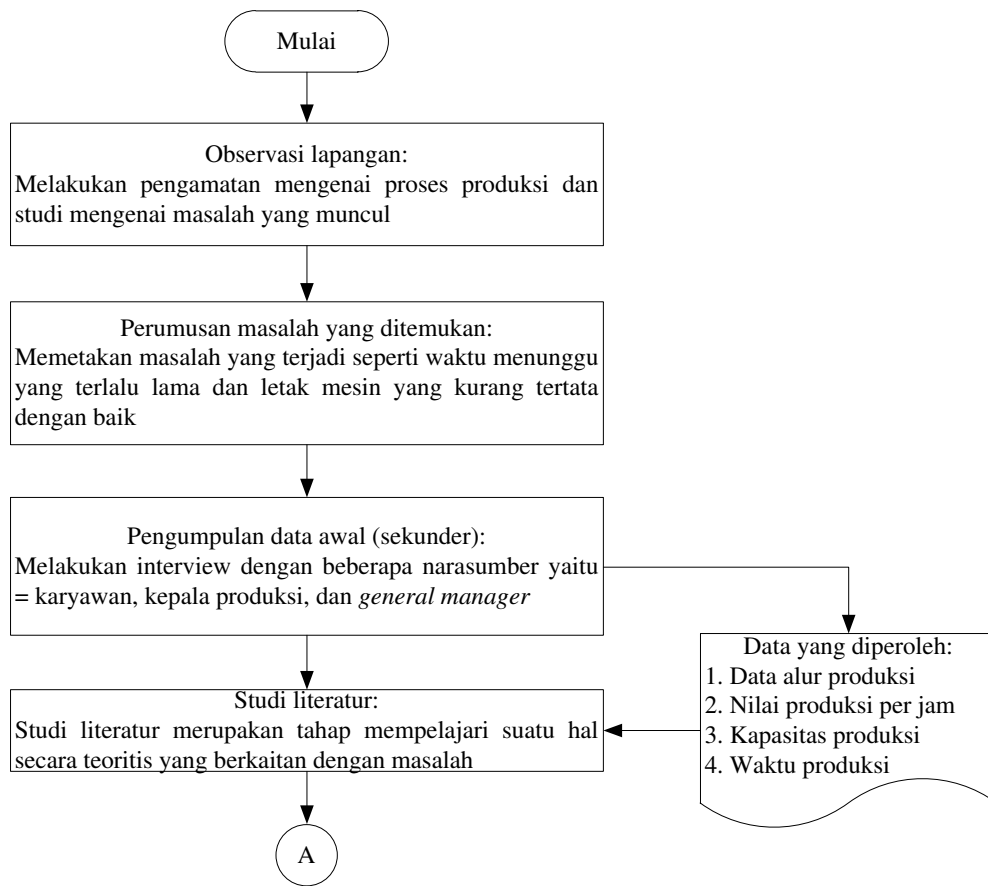 Mulai
Observasi lapangan:
Melakukan pengamatan mengenai proses produksi dan
studi mengenai masalah yang muncul
Perumusan masalah yang ditemukan:
Memetakan masalah yang terjadi seperti waktu menunggu
yang terlalu lama dan letak mesin yang kurang tertata
dengan baik
Pengumpulan data awal (sekunder):
Melakukan interview dengan beberapa narasumber yaitu
= karyawan, kepala produksi, dan general manager
Data yang diperoleh:
1. Data alur produksi
2. Nilai produksi per jam
3. Kapasitas produksi
4. Waktu produksi
Studi literatur:
Studi literatur merupakan tahap mempelajari suatu hal
secara teoritis yang berkaitan dengan masalah
A